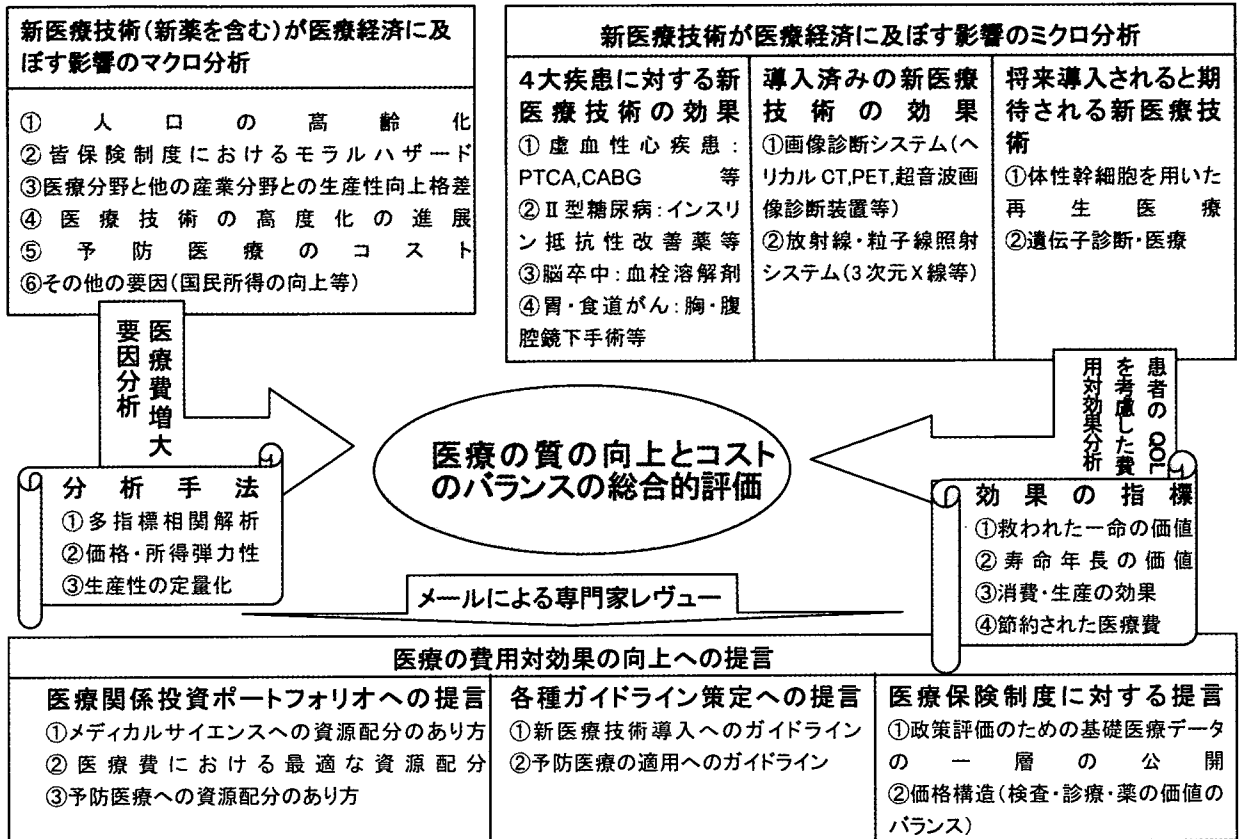 新医療技術(新薬を含む)が医療経済に及
ぼす影響のマクロ分析
①人口の高齢化
②皆保険制度におけるモラルハザード
③医療分野と他の産業分野との生産性向上格差
④医療技術の高度化の進展
⑤予防医療のコスト
⑥その他の要因(国民所得の向上等)
新医療技術が医療経済に及ぼす影響のミクロ分析
4大疾患に対する新
医療技術の効果
①虚血性心疾患:
PTCA,CABG 等
②Ⅱ型糖尿病:インスリ
ン抵抗性改善薬等
③脳卒中:血栓溶解剤
④胃・食道がん:胸・腹
腔鏡下手術等
導入済みの新医療
技術の効果
①画像診断システム(ヘ
リカルCT,PET,超音波画
像診断装置等)
②放射線・粒子線照射
システム(3次元X線等)
将来導入されると期
待される新医療技
術
①体性幹細胞を用いた
再生医療
②遺伝子診断・医療
医療費増大
要因分析
患者のQOL
を考慮した費
用対効果分析
医療の質の向上とコスト
のバランスの総合的評価
分析手法
①多指標相関解析
②価格・所得弾力性
③生産性の定量化
効果の指標
①救われた一命の価値
②寿命年長の価値
③消費・生産の効果
④節約された医療費
メールによる専門家レヴュー
医療の費用対効果の向上への提言
医療関係投資ポートフォリオへの提言
①メディカルサイエンスへの資源配分のあり方
②医療費における最適な資源配分
③予防医療への資源配分のあり方
各種ガイドライン策定への提言
①新医療技術導入へのガイドライン
②予防医療の適用へのガイドライン
医療保険制度に対する提言
①政策評価のための基礎医療データ
の一層の公開
②価格構造(検査・診療・薬の価値の
バランス)